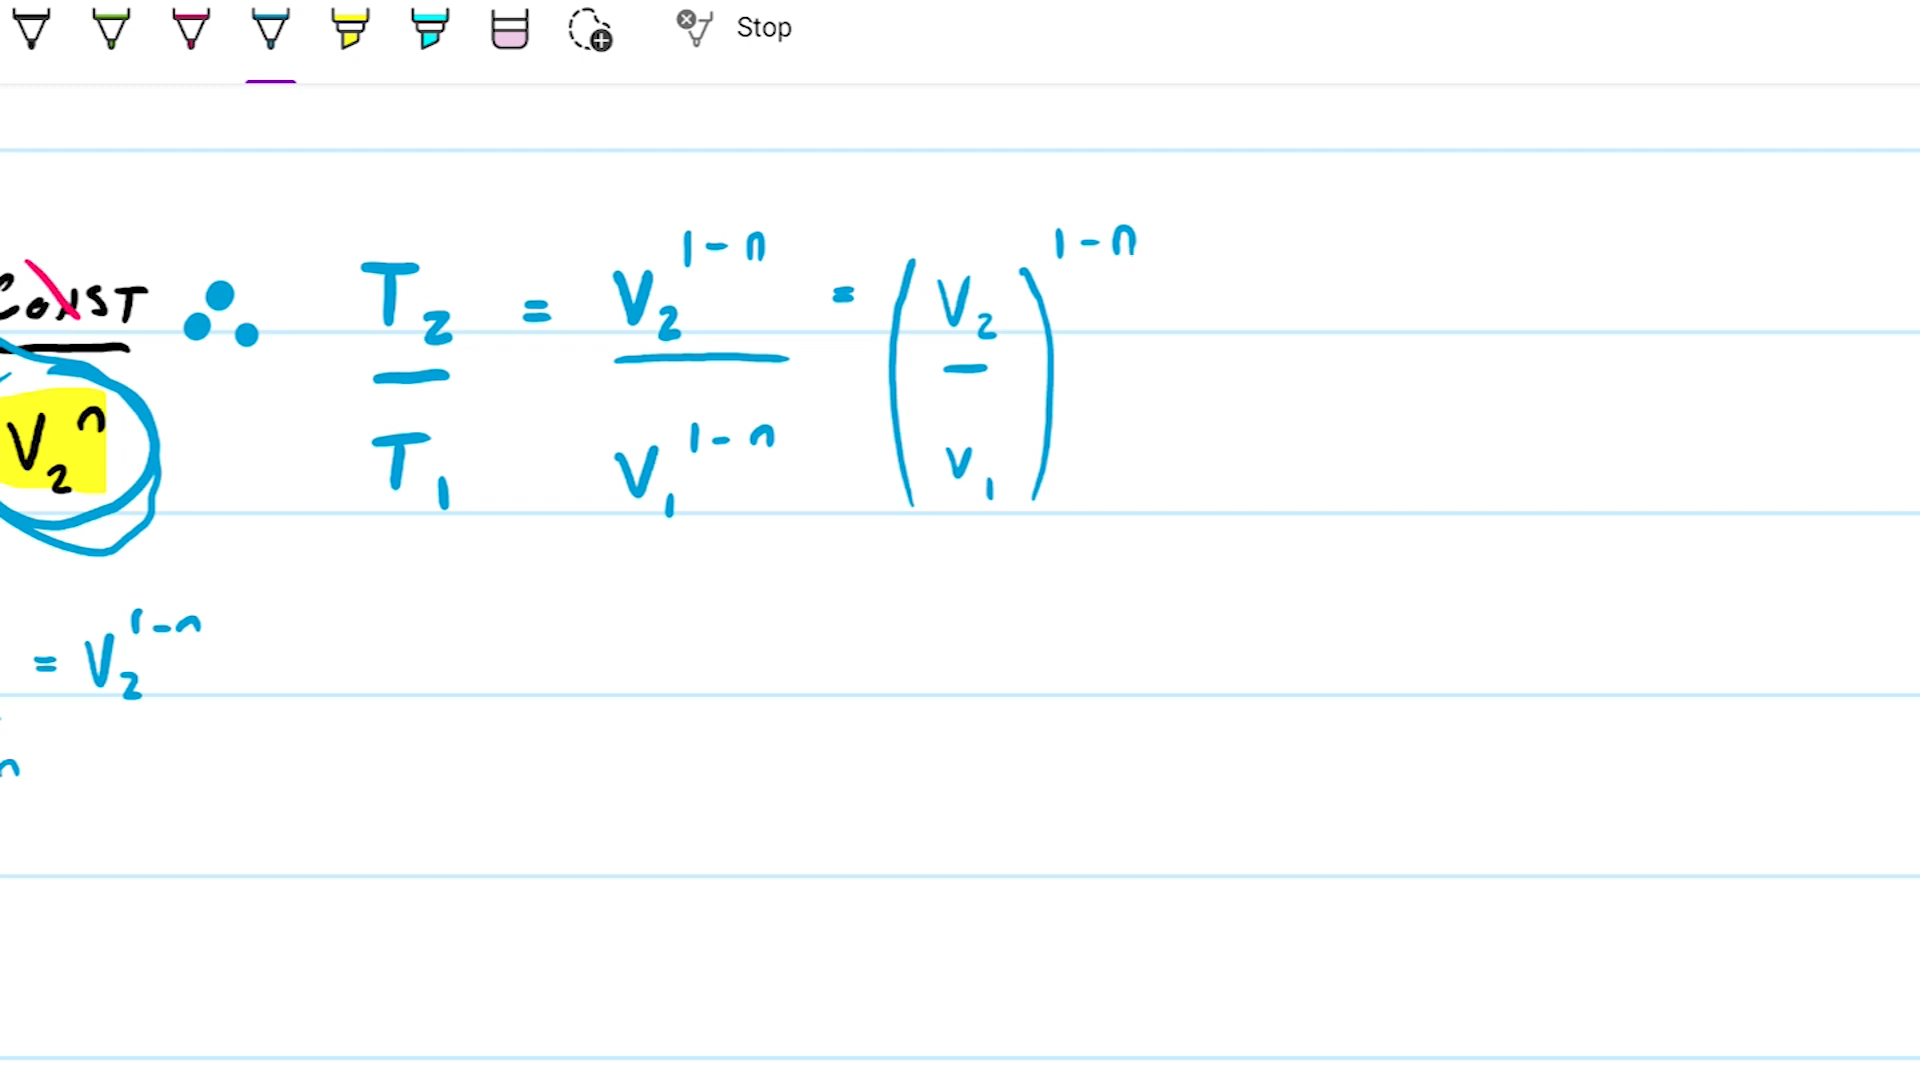 Stop
CONST ∴ T₂ / T₁ = V₂^(1-n) / V₁^(1-n) = (V₂ / V₁)^(1-n)
V₂^n
= V₂^(1-n)
n